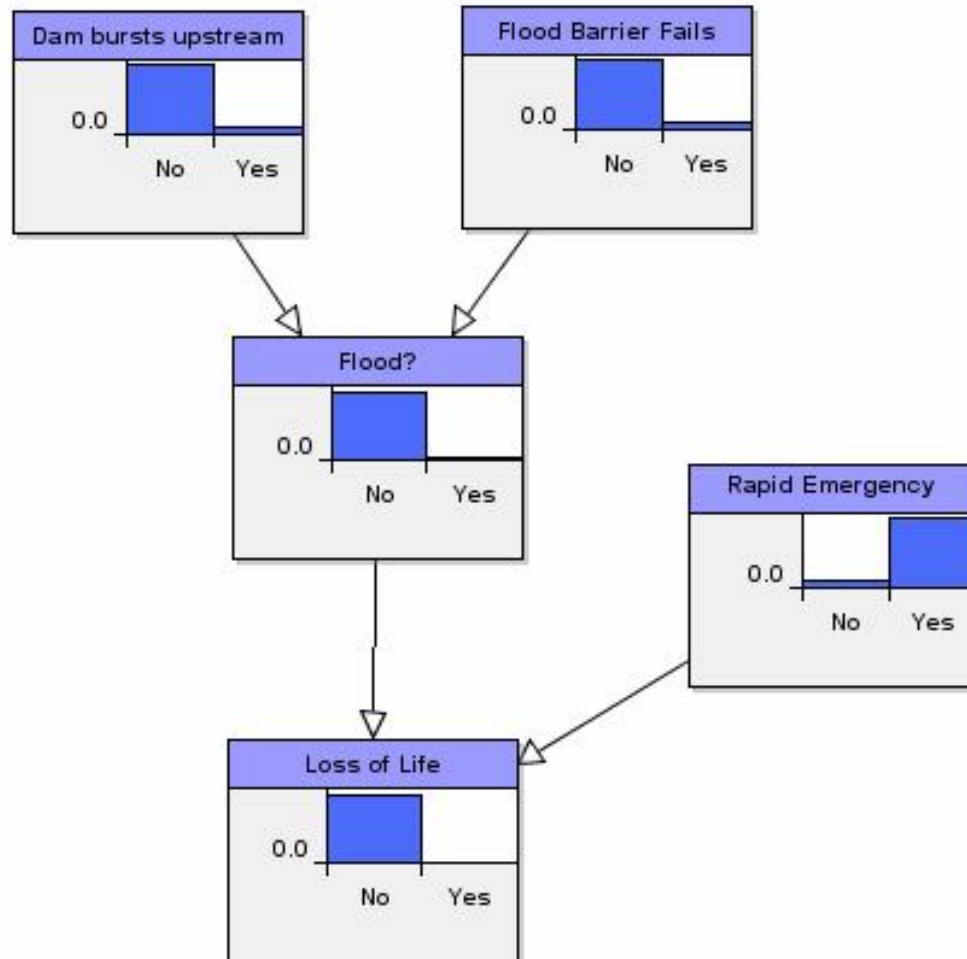 Dam bursts upstream
0.0
No Yes
Flood Barrier Fails
0.0
No Yes
Flood?
0.0
No Yes
Rapid Emergency
0.0
No Yes
Loss of Life
0.0
No Yes